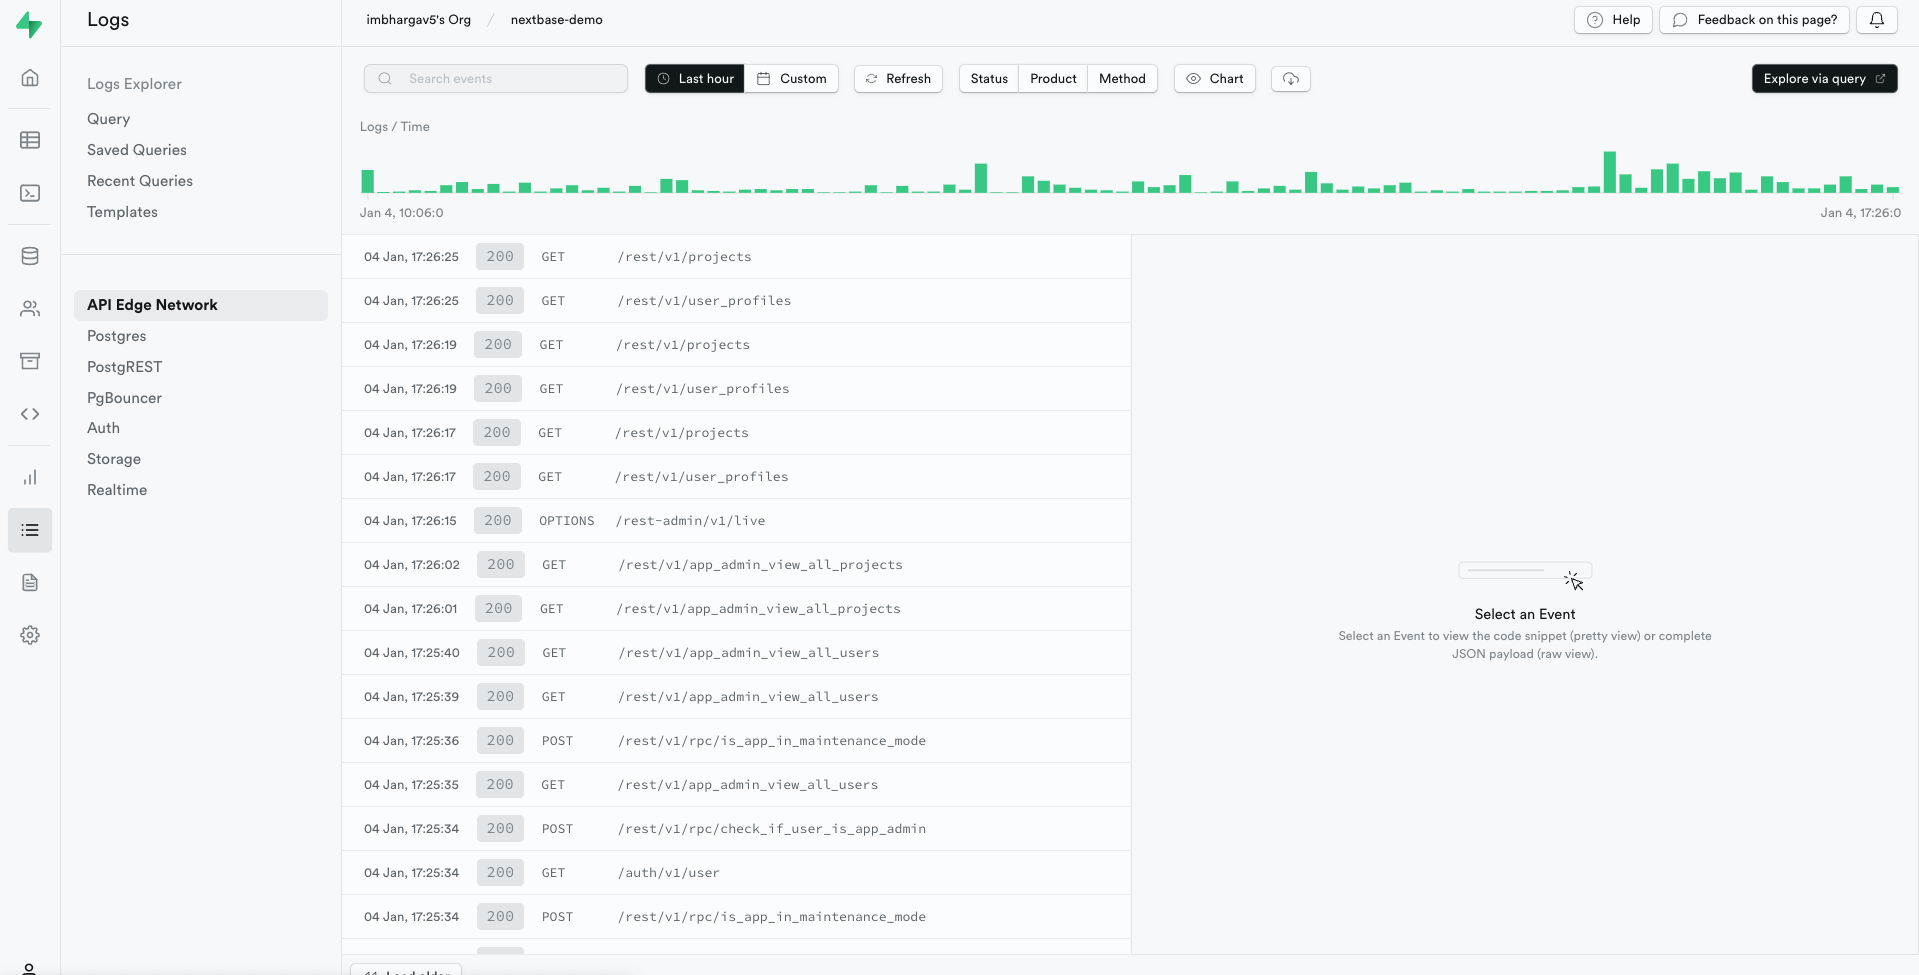 Logs
imbhargav5's Org / nextbase-demo
Help
Feedback on this page?
Logs Explorer
Query
Saved Queries
Recent Queries
Templates
API Edge Network
Postgres
PostgREST
PgBouncer
Auth
Storage
Realtime
Search events
Last hour Custom Refresh Status Product Method Chart
Explore via query
Logs / Time
Jan 4, 10:06:0 Jan 4, 17:26:0
04 Jan, 17:26:25 200 GET /rest/v1/projects
04 Jan, 17:26:25 200 GET /rest/v1/user_profiles
04 Jan, 17:26:19 200 GET /rest/v1/projects
04 Jan, 17:26:19 200 GET /rest/v1/user_profiles
04 Jan, 17:26:17 200 GET /rest/v1/projects
04 Jan, 17:26:17 200 GET /rest/v1/user_profiles
04 Jan, 17:26:15 200 OPTIONS /rest-admin/v1/live
04 Jan, 17:26:02 200 GET /rest/v1/app_admin_view_all_projects
04 Jan, 17:26:01 200 GET /rest/v1/app_admin_view_all_projects
04 Jan, 17:25:40 200 GET /rest/v1/app_admin_view_all_users
04 Jan, 17:25:39 200 GET /rest/v1/app_admin_view_all_users
04 Jan, 17:25:36 200 POST /rest/v1/rpc/is_app_in_maintenance_mode
04 Jan, 17:25:35 200 GET /rest/v1/app_admin_view_all_users
04 Jan, 17:25:34 200 POST /rest/v1/rpc/check_if_user_is_app_admin
04 Jan, 17:25:34 200 GET /auth/v1/user
04 Jan, 17:25:34 200 POST /rest/v1/rpc/is_app_in_maintenance_mode
Select an Event
Select an Event to view the code snippet (pretty view) or complete
JSON payload (raw view).